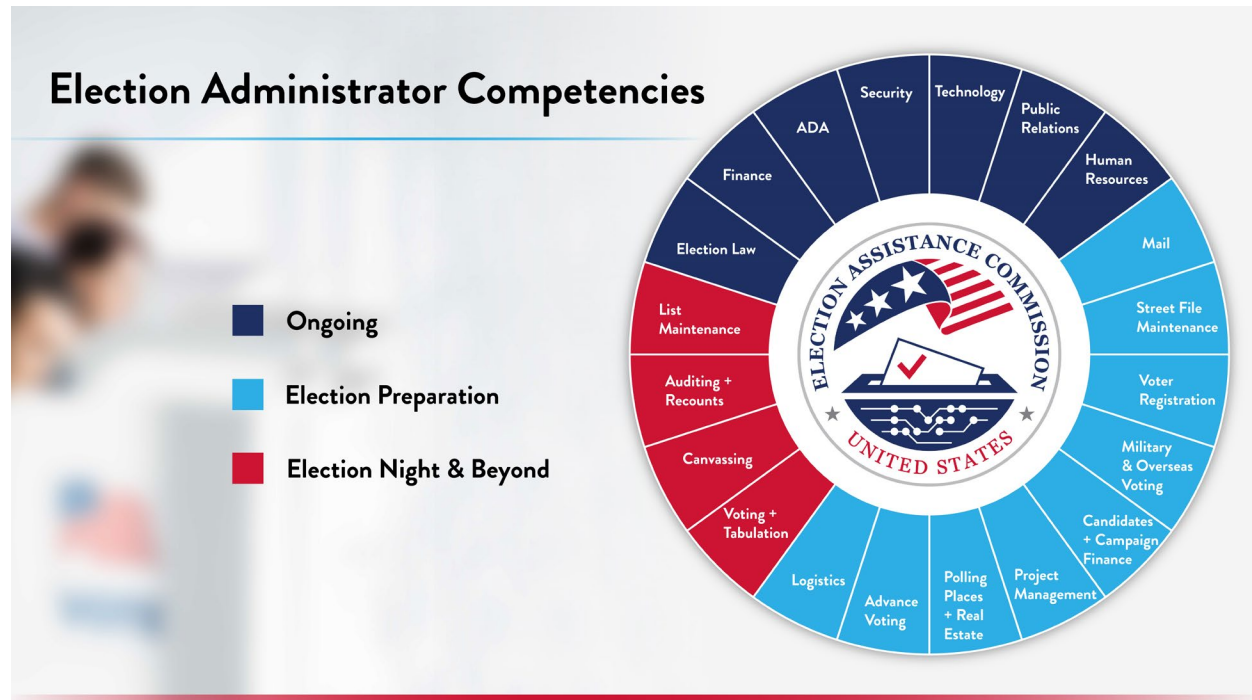 Election Administrator Competencies
Ongoing
Election Preparation
Election Night & Beyond
Security
Technology
Public
Relations
Human
Resources
Mail
Street File
Maintenance
Voter
Registration
Military
& Overseas
Voting
Candidates
+ Campaign
Finance
Project
Management
Polling
Places
+ Real
Estate
Advance
Voting
Logistics
Voting +
Tabulation
Canvassing
Auditing +
Recounts
List
Maintenance
Election Law
Finance
ADA
ELECTION ASSISTANCE COMMISSION
UNITED STATES